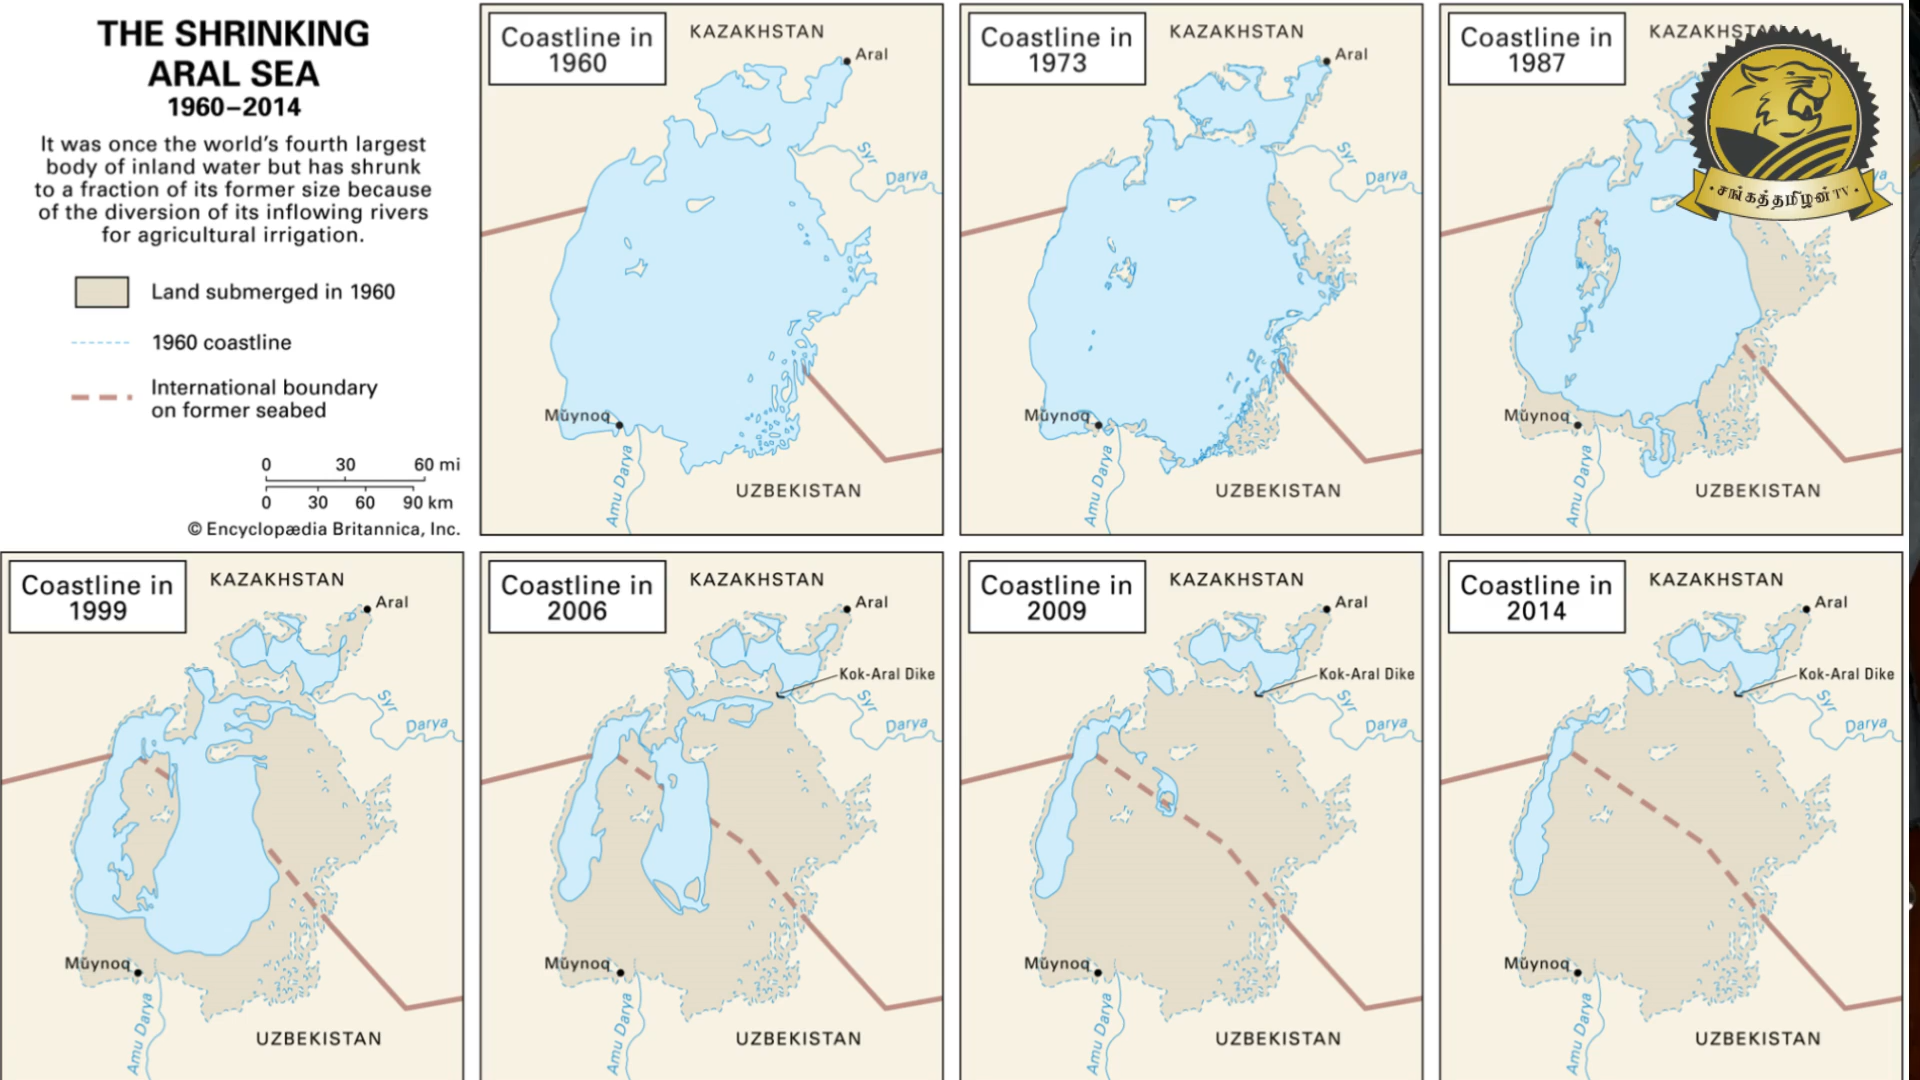 THE SHRINKING
ARAL SEA
1960–2014
It was once the world's fourth largest
body of inland water but has shrunk
to a fraction of its former size because
of the diversion of its inflowing rivers
for agricultural irrigation.
Land submerged in 1960
1960 coastline
International boundary
on former seabed
0 30 60 mi
0 30 60 90 km
© Encyclopædia Britannica, Inc.
Coastline in
1960
KAZAKHSTAN
Aral
Syr
Darya
Mŭynoq
Amu Darya
UZBEKISTAN
Coastline in
1973
KAZAKHSTAN
Aral
Syr
Darya
Mŭynoq
Amu Darya
UZBEKISTAN
Coastline in
1987
KAZAKHST
சங்கத்தமிழன் TV
ya
Mŭynoq
Amu Darya
UZBEKISTAN
Coastline in
1999
KAZAKHSTAN
Aral
Syr
Darya
Mŭynoq
Amu Darya
UZBEKISTAN
Coastline in
2006
KAZAKHSTAN
Aral
Kok-Aral Dike
Syr
Darya
Mŭynoq
Amu Darya
UZBEKISTAN
Coastline in
2009
KAZAKHSTAN
Aral
Kok-Aral Dike
Syr
Darya
Mŭynoq
Amu Darya
UZBEKISTAN
Coastline in
2014
KAZAKHSTAN
Aral
Kok-Aral Dike
Syr
Darya
Mŭynoq
Amu Darya
UZBEKISTAN